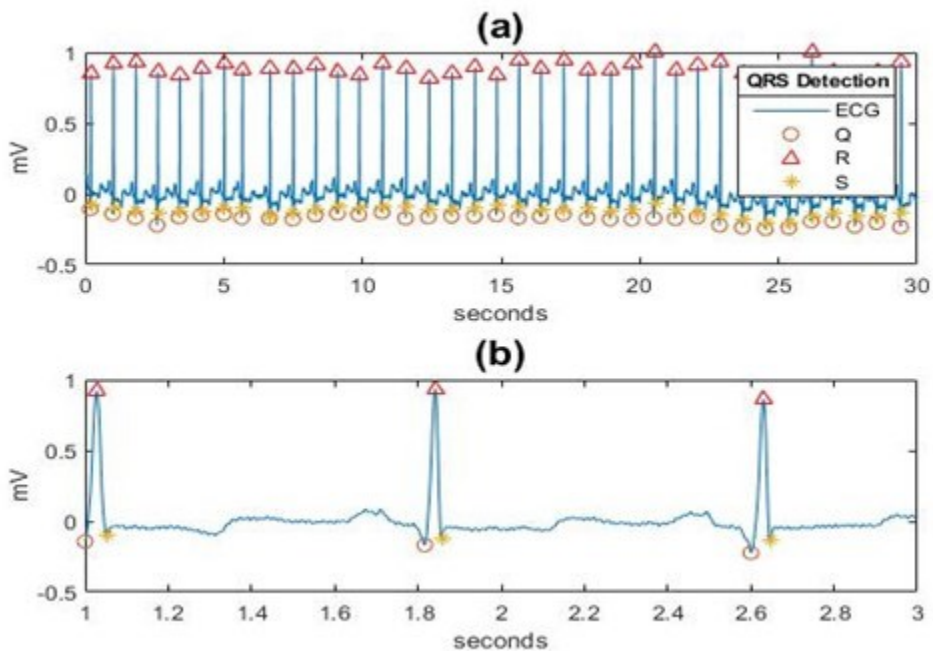 (a)
1
0.5
0
-0.5
mV
QRS Detection
ECG
Q
R
S
0 5 10 15 20 25 30
seconds
(b)
1
0.5
0
-0.5
mV
1 1.2 1.4 1.6 1.8 2 2.2 2.4 2.6 2.8 3
seconds